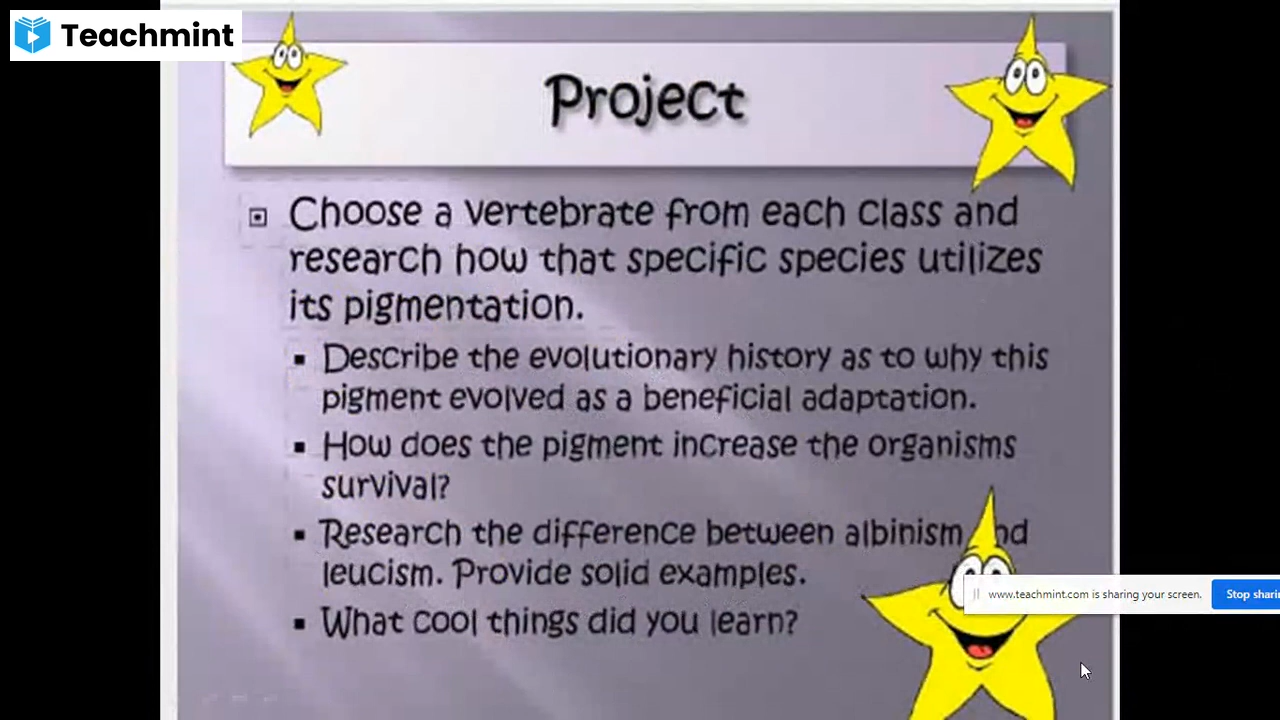 Teachmint
Project
Choose a vertebrate from each class and
research how that specific species utilizes
its pigmentation.
Describe the evolutionary history as to why this
pigment evolved as a beneficial adaptation.
How does the pigment increase the organisms
survival?
Research the difference between albinism and
leucism. Provide solid examples.
www.teachmint.com is sharing your screen.
Stop
What cool things did you learn?